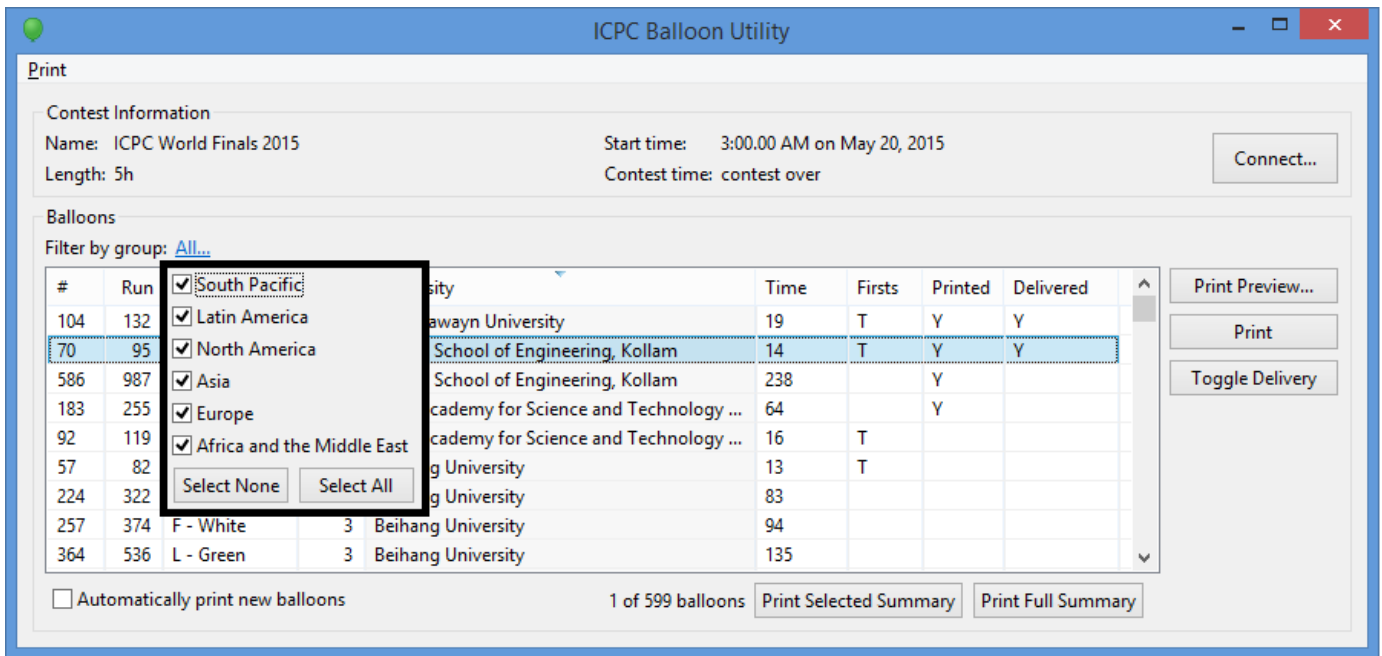 ICPC Balloon Utility
Print
Contest Information
Name: ICPC World Finals 2015 Start time: 3:00.00 AM on May 20, 2015
Connect...
Length: 5h Contest time: contest over
Balloons
Filter by group: All...
# Run sity Time Firsts Printed Delivered
South Pacific
Latin America
North America
Asia
Europe
Africa and the Middle East
Select None Select All
104 132 awayn University 19 T Y Y
70 95 School of Engineering, Kollam 14 T Y Y
586 987 School of Engineering, Kollam 238 Y
183 255 cademy for Science and Technology ... 64 Y
92 119 cademy for Science and Technology ... 16 T
57 82 g University 13 T
224 322 g University 83
257 374 F - White 3 Beihang University 94
364 536 L - Green 3 Beihang University 135
Print Preview...
Print
Toggle Delivery
Automatically print new balloons 1 of 599 balloons Print Selected Summary Print Full Summary